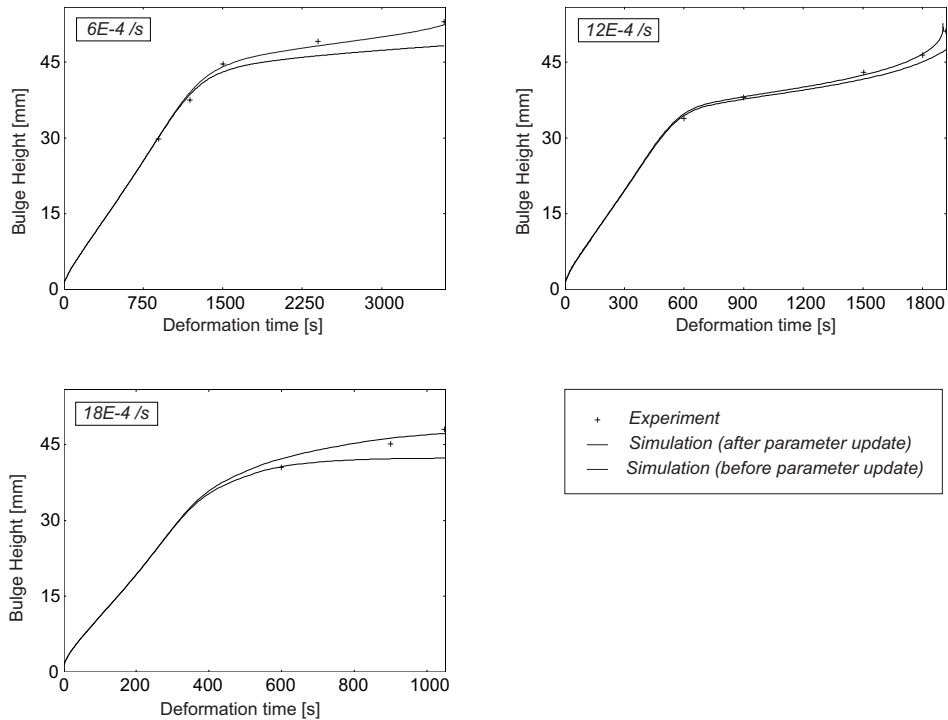 6E-4 /s
Bulge Height [mm]
45
30
15
0
0 750 1500 2250 3000
Deformation time [s]
12E-4 /s
Bulge Height [mm]
45
30
15
0
0 300 600 900 1200 1500 1800
Deformation time [s]
18E-4 /s
Bulge Height [mm]
45
30
15
0
0 200 400 600 800 1000
Deformation time [s]
Experiment
Simulation (after parameter update)
Simulation (before parameter update)